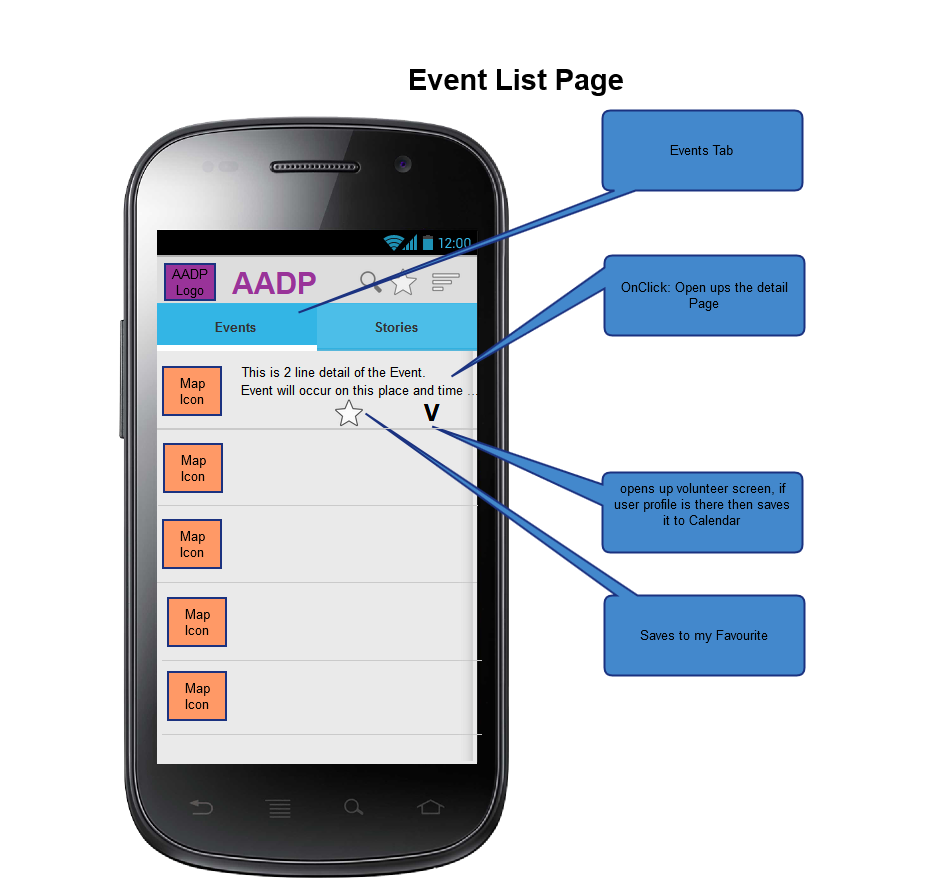 Event List Page
Events Tab
12:00
AADP
Logo
AADP
OnClick: Open ups the detail
Page
Events
Stories
Map
Icon
This is 2 line detail of the Event.
Event will occur on this place and time ...
V
Map
Icon
opens up volunteer screen, if
user profile is there then saves
it to Calendar
Map
Icon
Map
Icon
Saves to my Favourite
Map
Icon